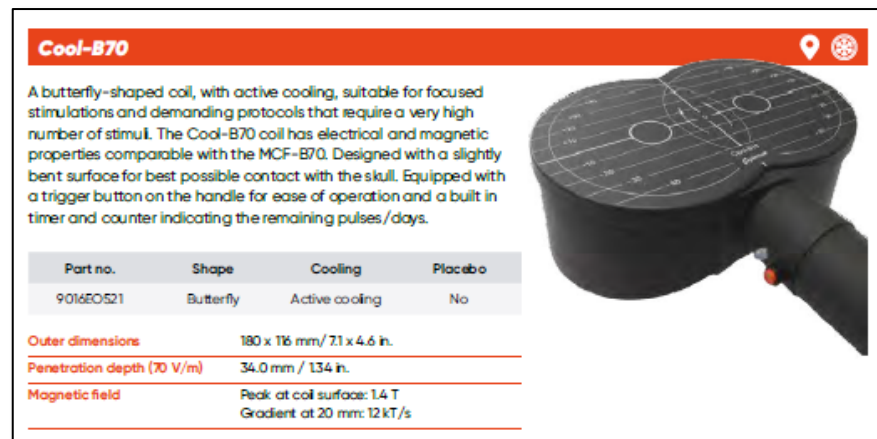 Cool-B70
A butterfly-shaped coil, with active cooling, suitable for focused
stimulations and demanding protocols that require a very high
number of stimuli. The Cool-B70 coil has electrical and magnetic
properties comparable with the MCF-B70. Designed with a slightly
bent surface for best possible contact with the skull. Equipped with
a trigger button on the handle for ease of operation and a built in
timer and counter indicating the remaining pulses/days.
Part no. Shape Cooling Placebo
9016E0521 Butterfly Active cooling No
Outer dimensions 180 x 116 mm/ 7.1 x 4.6 in.
Penetration depth (70 V/m) 34.0 mm / 1.34 in.
Magnetic field Peak at coil surface: 1.4 T
Gradient at 20 mm: 12 kT/s